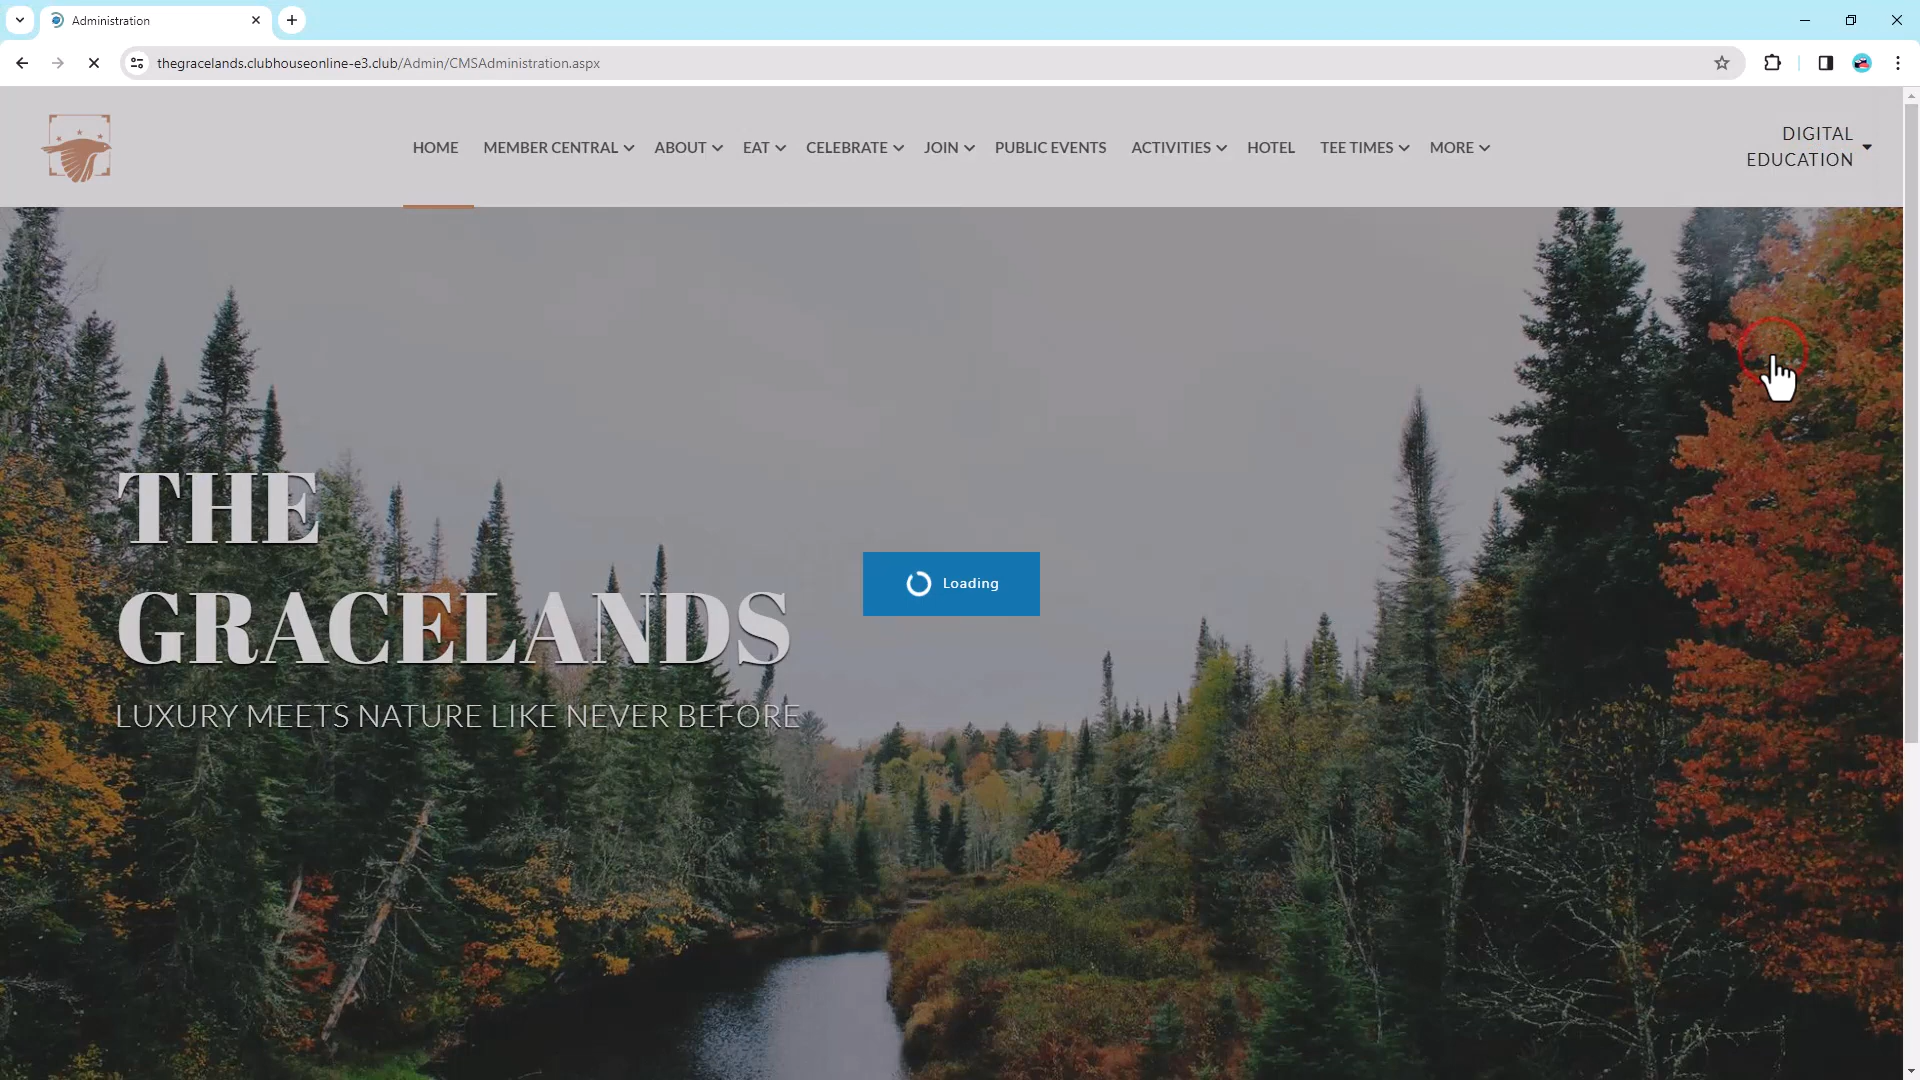 Administration
thegracelands.clubhouseonline-e3.club/Admin/CMSAdministration.aspx
HOME MEMBER CENTRAL ABOUT EAT CELEBRATE JOIN PUBLIC EVENTS ACTIVITIES HOTEL TEE TIMES MORE
DIGITAL
EDUCATION
THE
GRACELANDS
LUXURY MEETS NATURE LIKE NEVER BEFORE
Loading